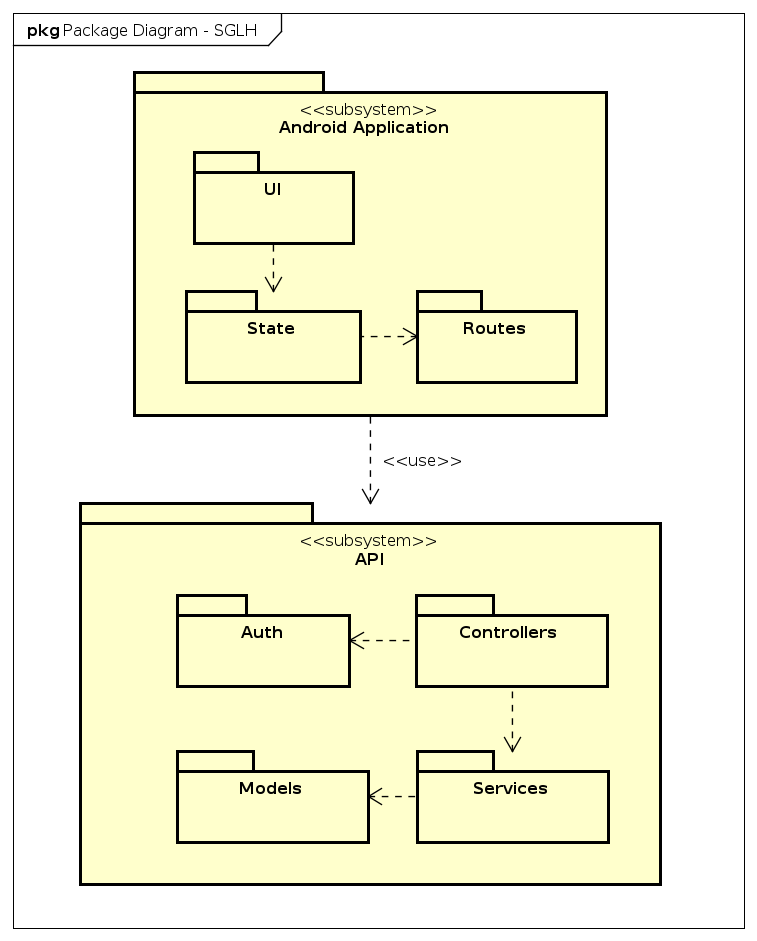 pkg Package Diagram - SGLH
<<subsystem>>
Android Application
UI
State
Routes
<<use>>
<<subsystem>>
API
Auth
Controllers
Models
Services